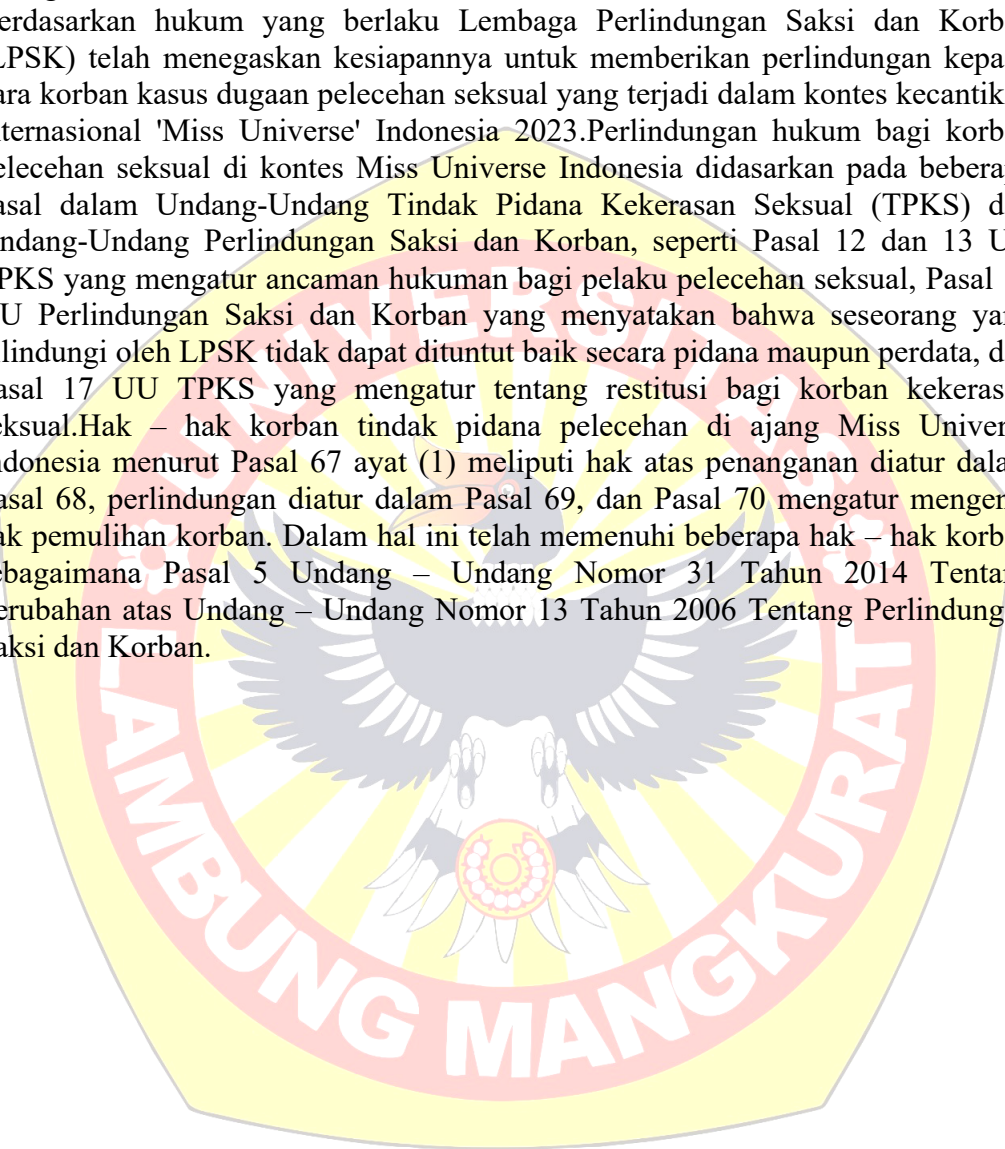 erdasarkan hukum yang berlaku Lembaga Perlindungan Saksi dan Korb
LPSK) telah menegaskan kesiapannya untuk memberikan perlindungan kepa
ara korban kasus dugaan pelecehan seksual yang terjadi dalam kontes kecantik
nternasional 'Miss Universe' Indonesia 2023.Perlindungan hukum bagi korb
elecehan seksual di kontes Miss Universe Indonesia didasarkan pada beberap
asal dalam Undang-Undang Tindak Pidana Kekerasan Seksual (TPKS) d
ndang-Undang Perlindungan Saksi dan Korban, seperti Pasal 12 dan 13 U
PKS yang mengatur ancaman hukuman bagi pelaku pelecehan seksual, Pasal
U Perlindungan Saksi dan Korban yang menyatakan bahwa seseorang yan
ilindungi oleh LPSK tidak dapat dituntut baik secara pidana maupun perdata, d
asal 17 UU TPKS yang mengatur tentang restitusi bagi korban kekeras
eksual.Hak – hak korban tindak pidana pelecehan di ajang Miss Univer
ndonesia menurut Pasal 67 ayat (1) meliputi hak atas penanganan diatur dala
asal 68, perlindungan diatur dalam Pasal 69, dan Pasal 70 mengatur mengen
ak pemulihan korban. Dalam hal ini telah memenuhi beberapa hak – hak korb
ebagaimana Pasal 5 Undang – Undang Nomor 31 Tahun 2014 Tentan
erubahan atas Undang – Undang Nomor 13 Tahun 2006 Tentang Perlindung
aksi dan Korban.
UNIVERSITAS
LAMBUNG MANGKURAT